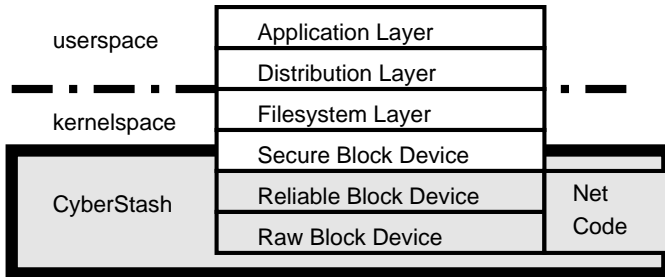 userspace
Application Layer
Distribution Layer
kernelspace
Filesystem Layer
Secure Block Device
CyberStash
Reliable Block Device
Raw Block Device
Net
Code